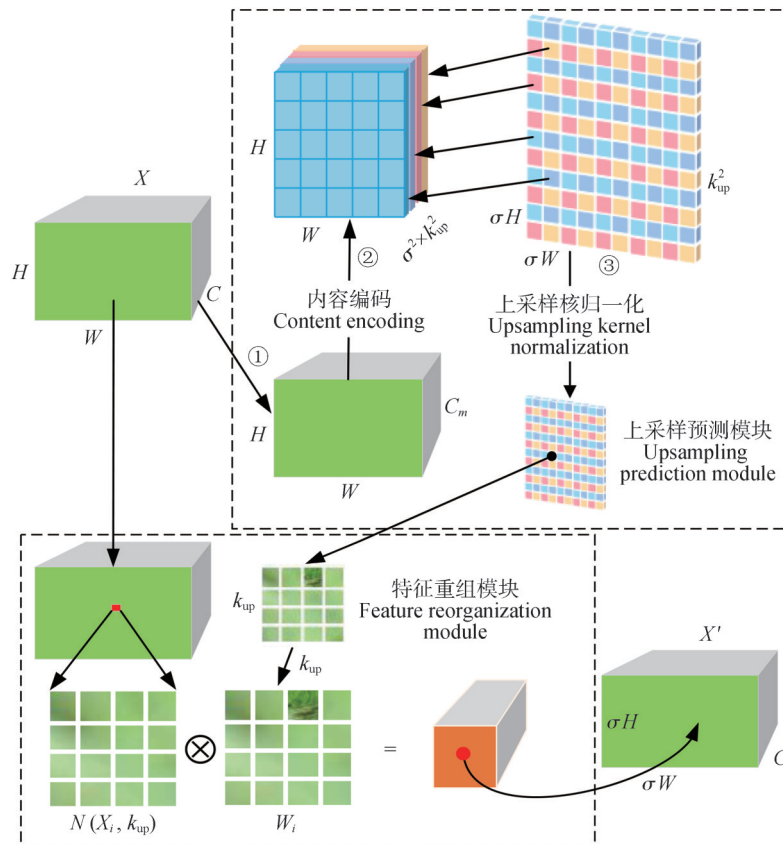 X
H
C
W
①
H
W
σ²×k²up
②
内容编码
Content encoding
H
Cm
W
k²up
σH
σW
③
上采样核归一化
Upsampling kernel
normalization
上采样预测模块
Upsampling
prediction module
kup
kup
特征重组模块
Feature reorganization
module
N (Xi , kup)
⊗
Wi
=
X′
σH
σW
C